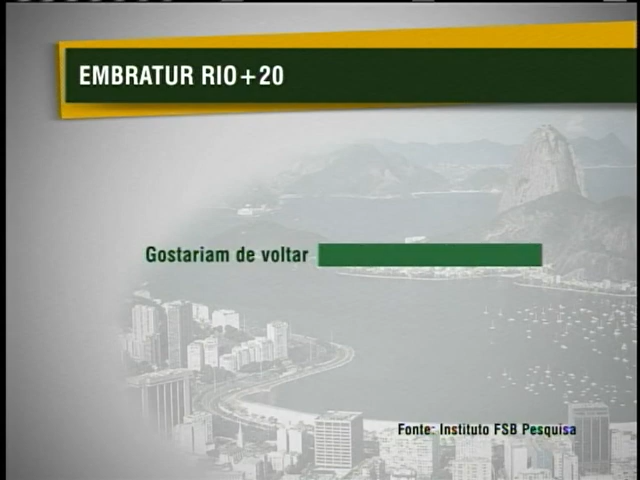 EMBRATUR RIO+20
Gostariam de voltar
Fonte: Instituto FSB Pesquisa